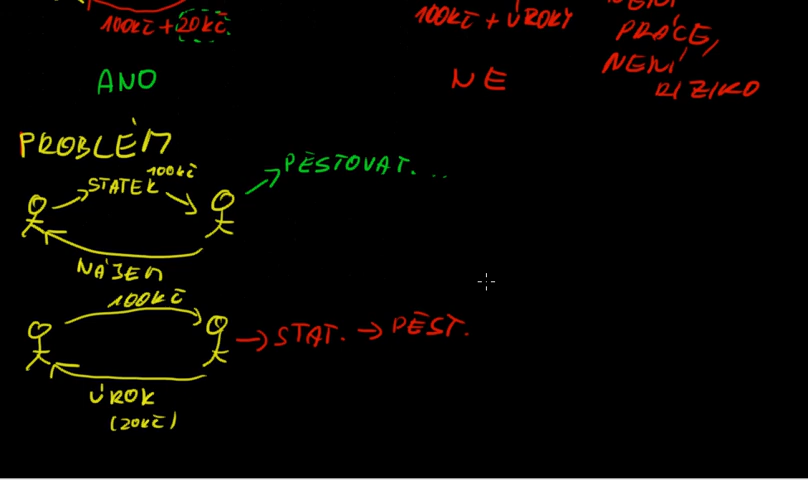 100KČ + 20KČ.
100KČ + ÚROKY
PRÁCE,
NENÍ
RIZIKO
ANO
NE
PROBLÉM
STATEK 100KČ
PĚSTOVAT...
NÁJEM
100KČ
STAT. → PĚST.
ÚROK
(20KČ)